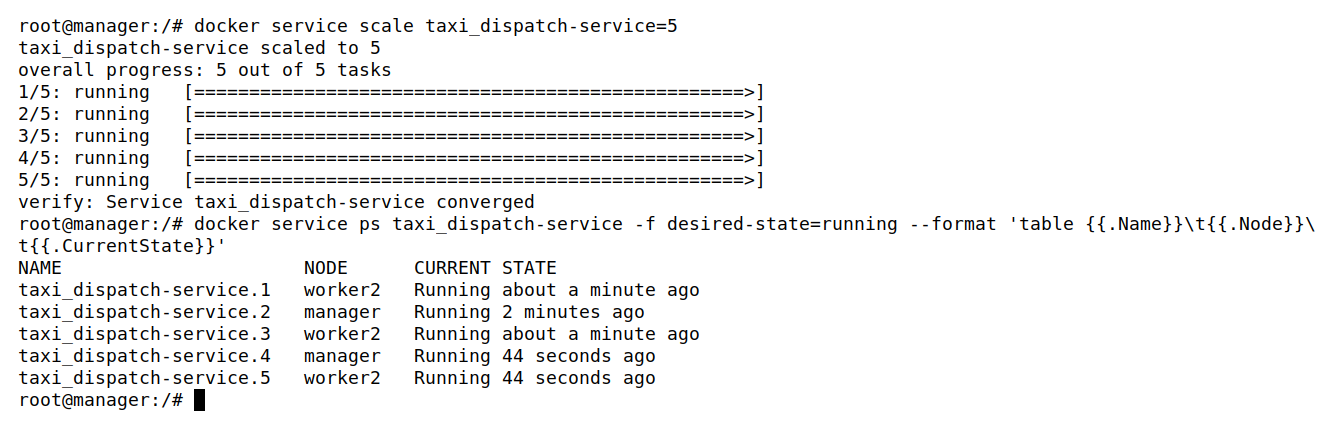 root@manager:/# docker service scale taxi_dispatch-service=5
taxi_dispatch-service scaled to 5
overall progress: 5 out of 5 tasks
1/5: running   [==================================================>]
2/5: running   [==================================================>]
3/5: running   [==================================================>]
4/5: running   [==================================================>]
5/5: running   [==================================================>]
verify: Service taxi_dispatch-service converged
root@manager:/# docker service ps taxi_dispatch-service -f desired-state=running --format 'table {{.Name}}\t{{.Node}}\
t{{.CurrentState}}'
NAME                      NODE      CURRENT STATE
taxi_dispatch-service.1   worker2   Running about a minute ago
taxi_dispatch-service.2   manager   Running 2 minutes ago
taxi_dispatch-service.3   worker2   Running about a minute ago
taxi_dispatch-service.4   manager   Running 44 seconds ago
taxi_dispatch-service.5   worker2   Running 44 seconds ago
root@manager:/#